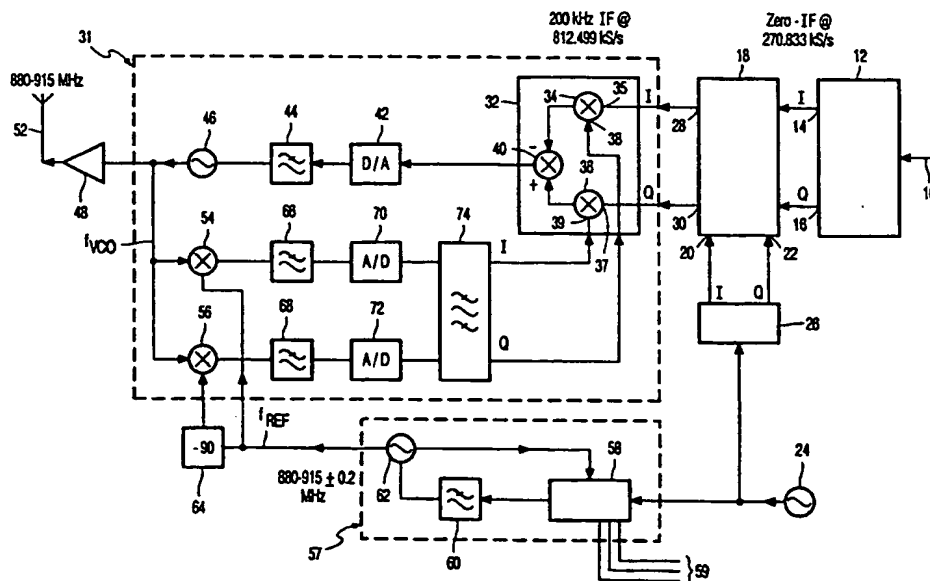 200 kHz IF @
812.499 kS/s
Zero - IF @
270.833 kS/s
31
880-915 MHz
52
46
44
42
D/A
32
34
35
I
38
28
18
I
14
12
-
40
+
38
39
37
Q
30
Q
16
10
48
fVCO
54
66
70
A/D
74
I
20
22
I
Q
26
56
68
72
A/D
Q
fREF
-90
64
880-915 ± 0.2
MHz
62
58
24
60
57
59